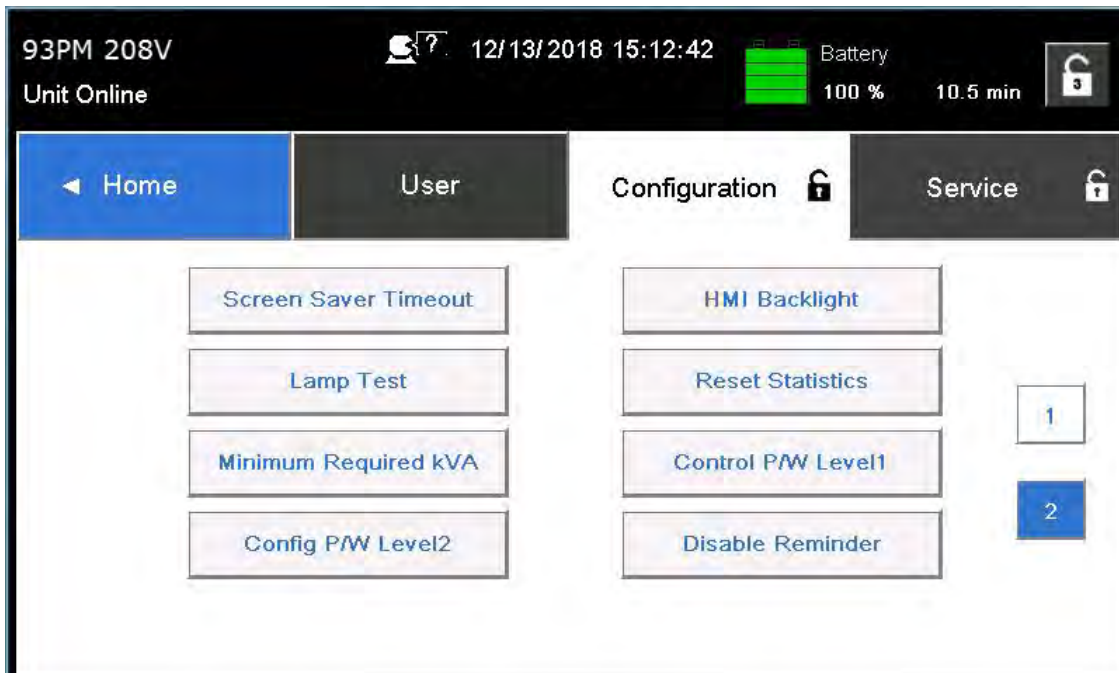 93PM 208V
? 12/13/2018 15:12:42
Battery
Unit Online
100 % 10.5 min
3
◄ Home
User
Configuration
Service
Screen Saver Timeout
HMI Backlight
Lamp Test
Reset Statistics
1
Minimum Required kVA
Control P/W Level1
2
Config P/W Level2
Disable Reminder